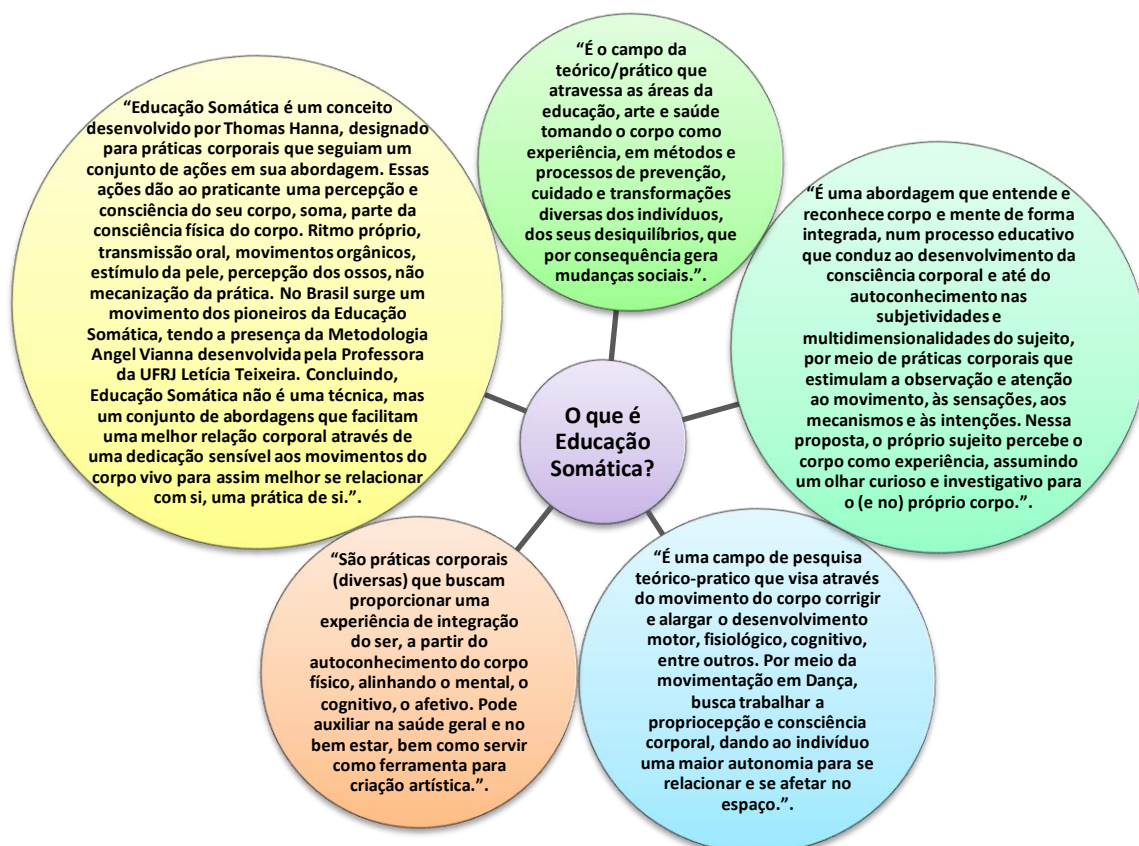 “Educação Somática é um conceito
desenvolvido por Thomas Hanna, designado
para práticas corporais que seguiam um
conjunto de ações em sua abordagem. Essas
ações dão ao praticante uma percepção e
consciência do seu corpo, soma, parte da
consciência física do corpo. Ritmo próprio,
transmissão oral, movimentos orgânicos,
estímulo da pele, percepção dos ossos, não
mecanização da prática. No Brasil surge um
movimento dos pioneiros da Educação
Somática, tendo a presença da Metodologia
Angel Vianna desenvolvida pela Professora
da UFRJ Letícia Teixeira. Concluindo,
Educação Somática não é uma técnica, mas
um conjunto de abordagens que facilitam
uma melhor relação corporal através de
uma dedicação sensível aos movimentos do
corpo vivo para assim melhor se relacionar
com si, uma prática de si.”.
“É o campo da
teórico/prático que
atravessa as áreas da
educação, arte e saúde
tomando o corpo como
experiência, em métodos e
processos de prevenção,
cuidado e transformações
diversas dos indivíduos,
dos seus desiquilíbrios, que
por consequência gera
mudanças sociais.”.
“É uma abordagem que entende e
reconhece corpo e mente de forma
integrada, num processo educativo
que conduz ao desenvolvimento da
consciência corporal e até do
autoconhecimento nas
subjetividades e
multidimensionalidades do sujeito,
por meio de práticas corporais que
estimulam a observação e atenção
ao movimento, às sensações, aos
mecanismos e às intenções. Nessa
proposta, o próprio sujeito percebe o
corpo como experiência, assumindo
um olhar curioso e investigativo para
o (e no) próprio corpo.”.
O que é
Educação
Somática?
“São práticas corporais
(diversas) que buscam
proporcionar uma
experiência de integração
do ser, a partir do
autoconhecimento do corpo
físico, alinhando o mental, o
cognitivo, o afetivo. Pode
auxiliar na saúde geral e no
bem estar, bem como servir
como ferramenta para
criação artística.”.
“É uma campo de pesquisa
teórico-pratico que visa através
do movimento do corpo corrigir
e alargar o desenvolvimento
motor, fisiológico, cognitivo,
entre outros. Por meio da
movimentação em Dança,
busca trabalhar a
propriocepção e consciência
corporal, dando ao indivíduo
uma maior autonomia para se
relacionar e se afetar no
espaço.”.